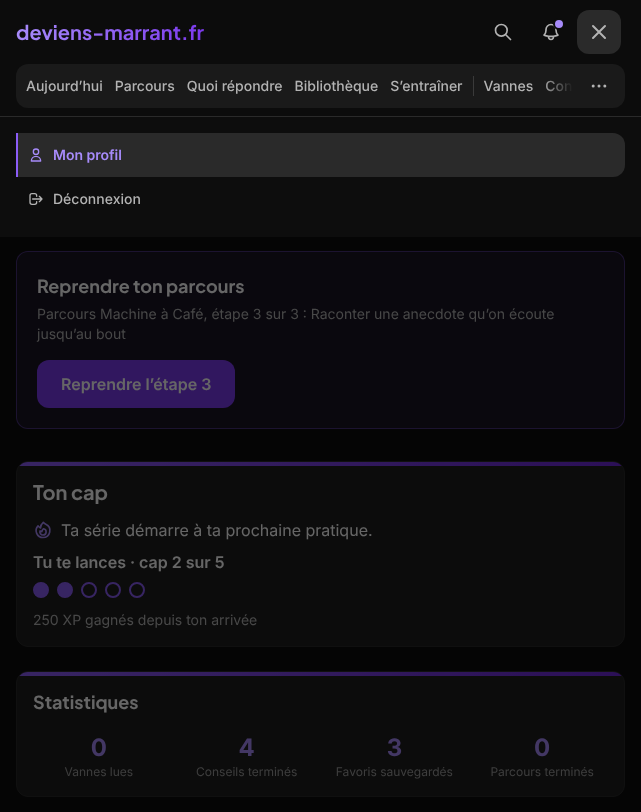 deviens-marrant.fr
Aujourd’hui Parcours Quoi répondre Bibliothèque S’entraîner Vannes
Mon profil
Déconnexion
Reprendre ton parcours
Parcours Machine à Café, étape 3 sur 3 : Raconter une anecdote qu’on écoute
jusqu’au bout
Reprendre l’étape 3
Ton cap
Ta série démarre à ta prochaine pratique.
Tu te lances · cap 2 sur 5
250 XP gagnés depuis ton arrivée
Statistiques
0 4 3 0
Vannes lues Conseils terminés Favoris sauvegardés Parcours terminés